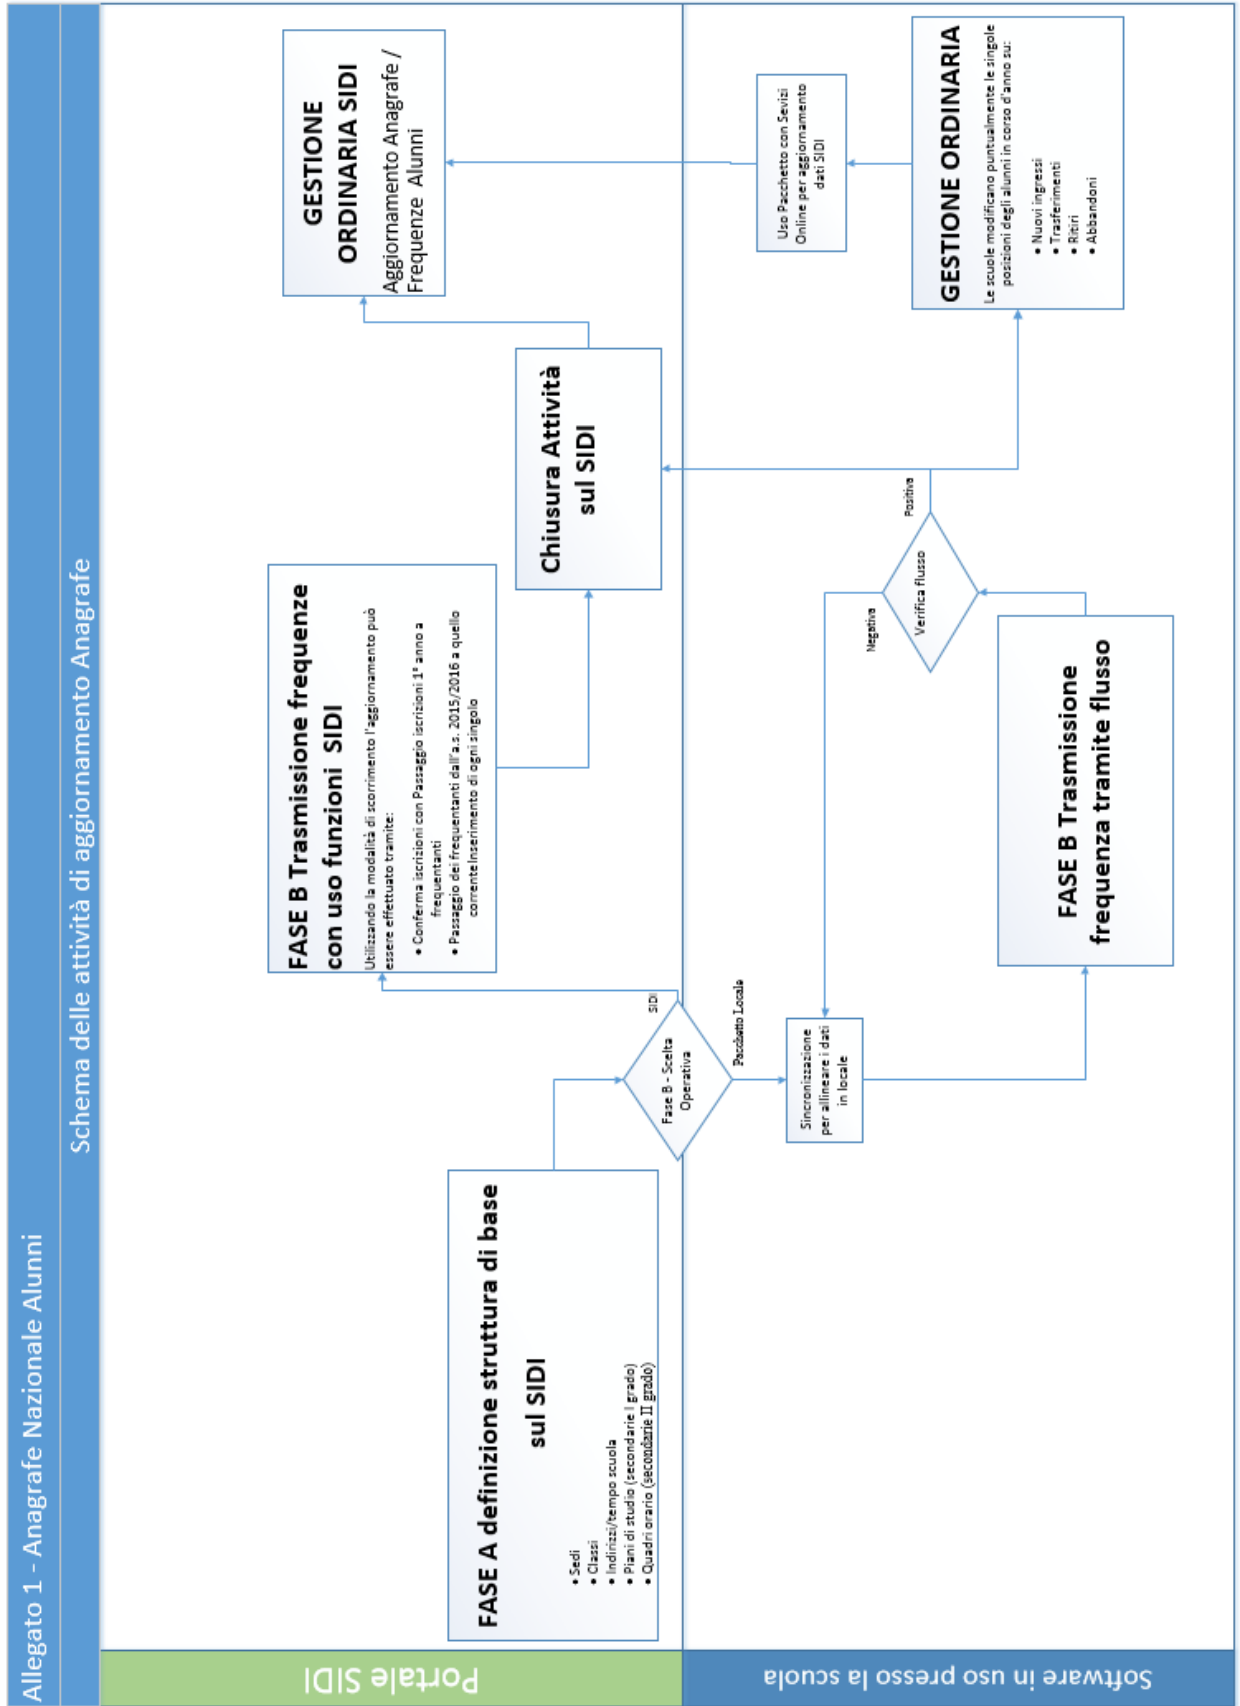 Allegato 1 - Anagrafe Nazionale Alunni
Schema delle attività di aggiornamento Anagrafe
Portale SIDI
FASE A definizione struttura di base
sul SIDI
• Sedi
• Classi
• Indirizzi/tempo scuola
• Piani di studio (secondarie I grado)
• Quadri orario (secondarie II grado)
Fase B - Scelta
Operativa
SIDI
Pacchetto Locale
FASE B Trasmissione frequenze
con uso funzioni SIDI
Utilizzando la modalità di scorrimento l'aggiornamento può
essere effettuato tramite:
• Conferma iscrizioni con Passaggio iscrizioni 1° anno a
frequentanti
• Passaggio dei frequentanti dall'a.s. 2015/2016 a quello
correnteInserimento di ogni singolo
Chiusura Attività
sul SIDI
GESTIONE
ORDINARIA SIDI
Aggiornamento Anagrafe /
Frequenze Alunni
Software in uso presso la scuola
Sincronizzazione
per allineare i dati
in locale
FASE B Trasmissione
frequenza tramite flusso
Verifica flusso
Negativa
Positiva
Uso Pacchetto con Sevizi
Online per aggiornamento
dati SIDI
GESTIONE ORDINARIA
Le scuole modificano puntualmente le singole
posizioni degli alunni in corso d'anno su:
• Nuovi ingressi
• Trasferimenti
• Ritiri
• Abbandoni